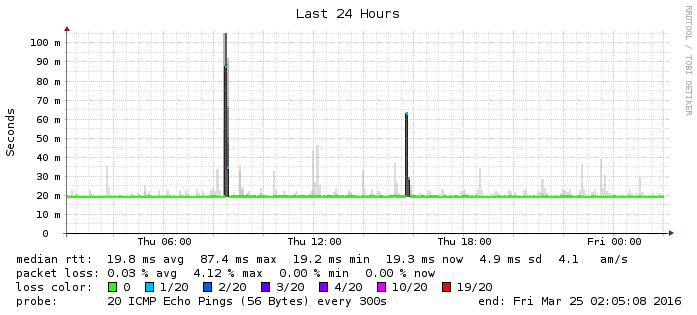 Last 24 Hours
RRDTOOL / TOBI OETIKER
Seconds
100 m
90 m
80 m
70 m
60 m
50 m
40 m
30 m
20 m
10 m
0
Thu 06:00 Thu 12:00 Thu 18:00 Fri 00:00
median rtt: 19.8 ms avg 87.4 ms max 19.2 ms min 19.3 ms now 4.9 ms sd 4.1 am/s
packet loss: 0.03 % avg 4.12 % max 0.00 % min 0.00 % now
loss color: 0 1/20 2/20 3/20 4/20 10/20 19/20
probe: 20 ICMP Echo Pings (56 Bytes) every 300s end: Fri Mar 25 02:05:08 2016